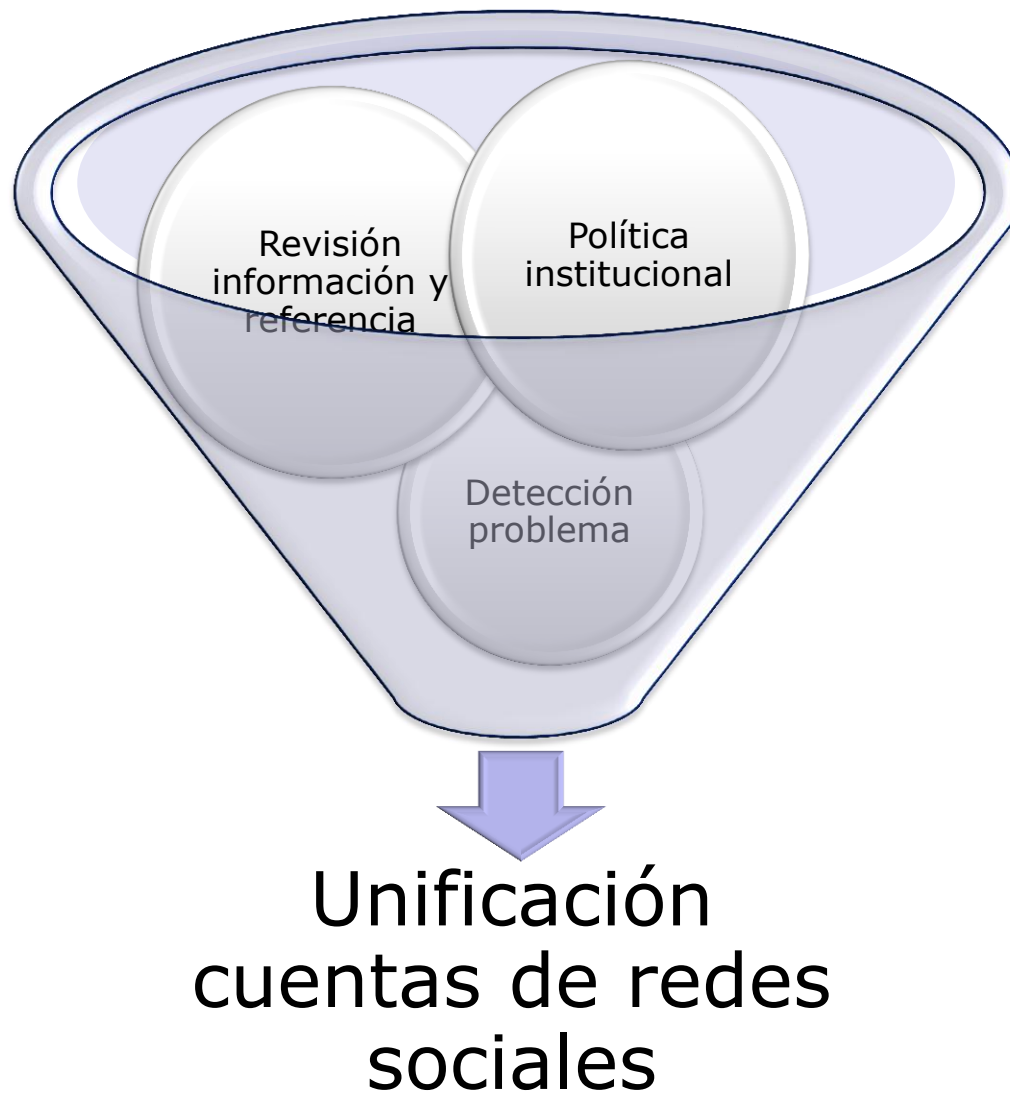 Revisión
información y
referencia
Política
institucional
Detección
problema
Unificación
cuentas de redes
sociales